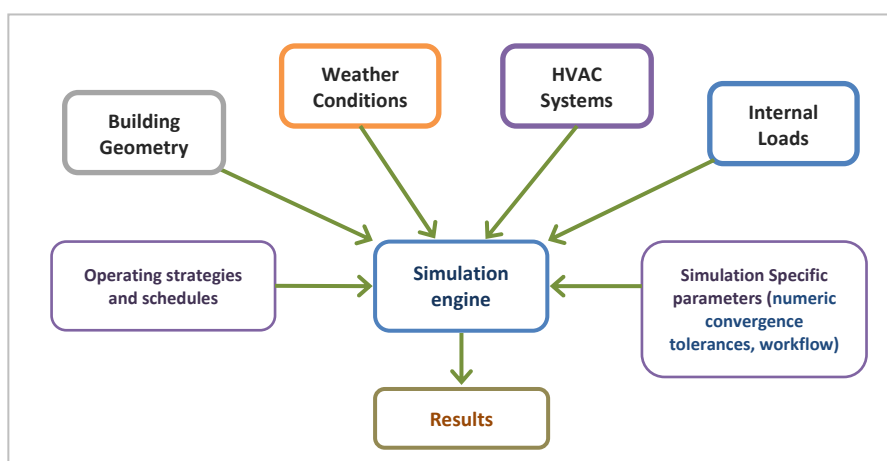 Weather
Conditions
HVAC
Systems
Building
Geometry
Internal
Loads
Operating strategies
and schedules
Simulation
engine
Simulation Specific
parameters (numeric
convergence
tolerances, workflow)
Results